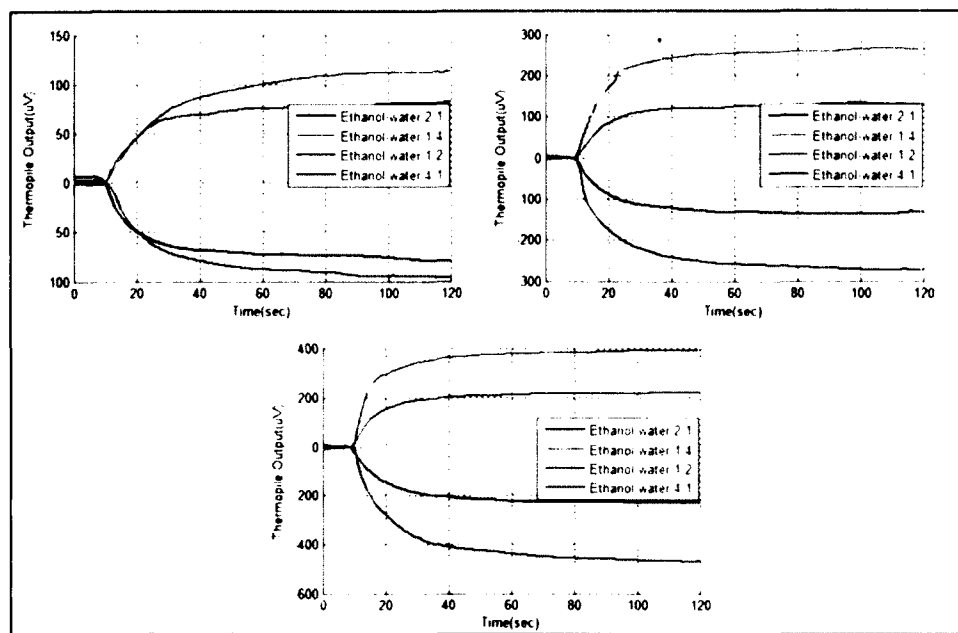 150
100
50
0
50
100
0 20 40 60 80 100 120
Thermopile Output(uV)
Time(sec)
Ethanol-water 2:1
Ethanol-water 1:4
Ethanol-water 1:2
Ethanol-water 4:1
300
200
100
0
100
200
300
0 20 40 60 80 100 120
Thermopile Output(uV)
Time(sec)
Ethanol-water 2:1
Ethanol-water 1:4
Ethanol-water 1:2
Ethanol-water 4:1
400
200
0
200
400
600
0 20 40 60 80 100 120
Thermopile Output(uV)
Time(sec)
Ethanol-water 2:1
Ethanol-water 1:4
Ethanol-water 1:2
Ethanol-water 4:1